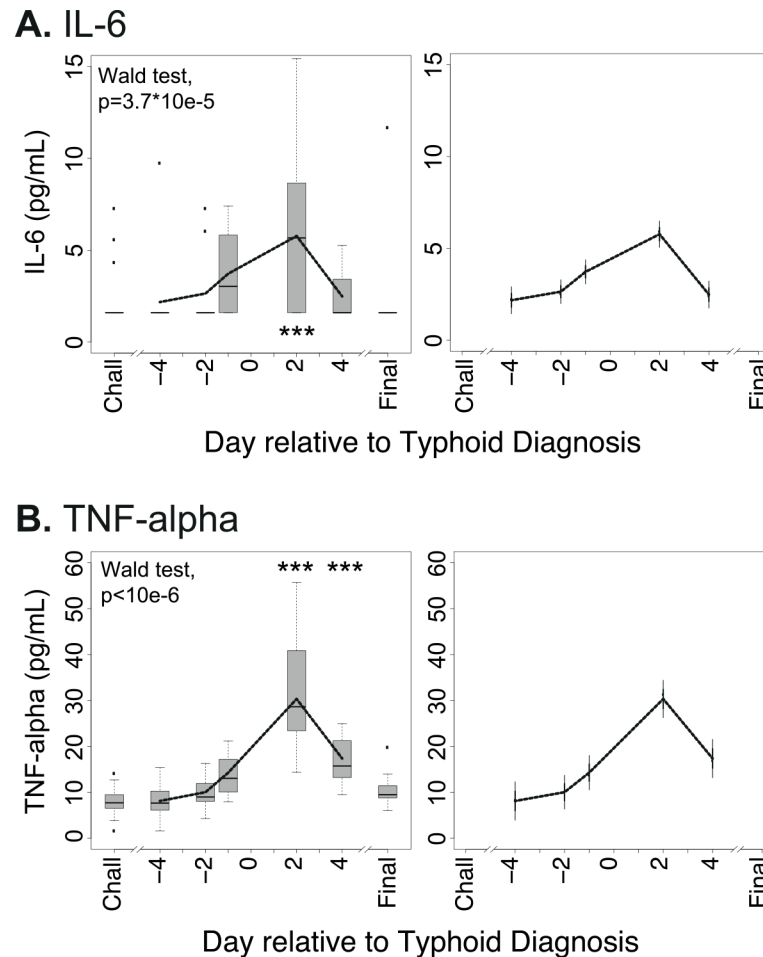 A. IL-6
Wald test,
p=3.7*10e-5
IL-6 (pg/mL)
15
10
5
0
***
Chall
−4
−2
0
2
4
Final
15
10
5
0
Chall
−4
−2
0
2
4
Final
Day relative to Typhoid Diagnosis
B. TNF-alpha
Wald test,
p<10e-6
*** ***
TNF-alpha (pg/mL)
60
50
40
30
20
10
0
Chall
−4
−2
0
2
4
Final
60
50
40
30
20
10
0
Chall
−4
−2
0
2
4
Final
Day relative to Typhoid Diagnosis